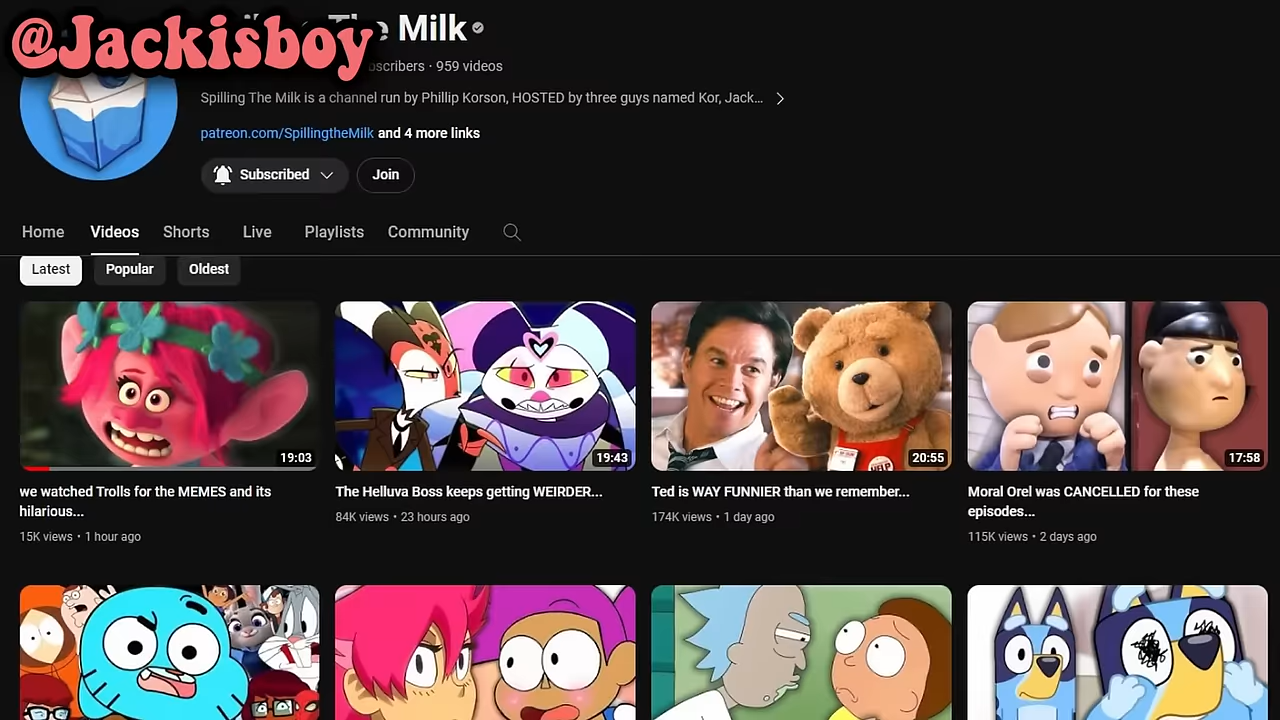 @Jackisboy
The Milk
bscribers · 959 videos
Spilling The Milk is a channel run by Phillip Korson, HOSTED by three guys named Kor, Jack…
patreon.com/SpillingtheMilk and 4 more links
Subscribed
Join
Home Videos Shorts Live Playlists Community
Latest Popular Oldest
19:03 19:43 20:55 17:58
HELP
we watched Trolls for the MEMES and its
hilarious...
15K views • 1 hour ago
The Helluva Boss keeps getting WEIRDER...
84K views • 23 hours ago
Ted is WAY FUNNIER than we remember...
174K views • 1 day ago
Moral Orel was CANCELLED for these
episodes...
115K views • 2 days ago